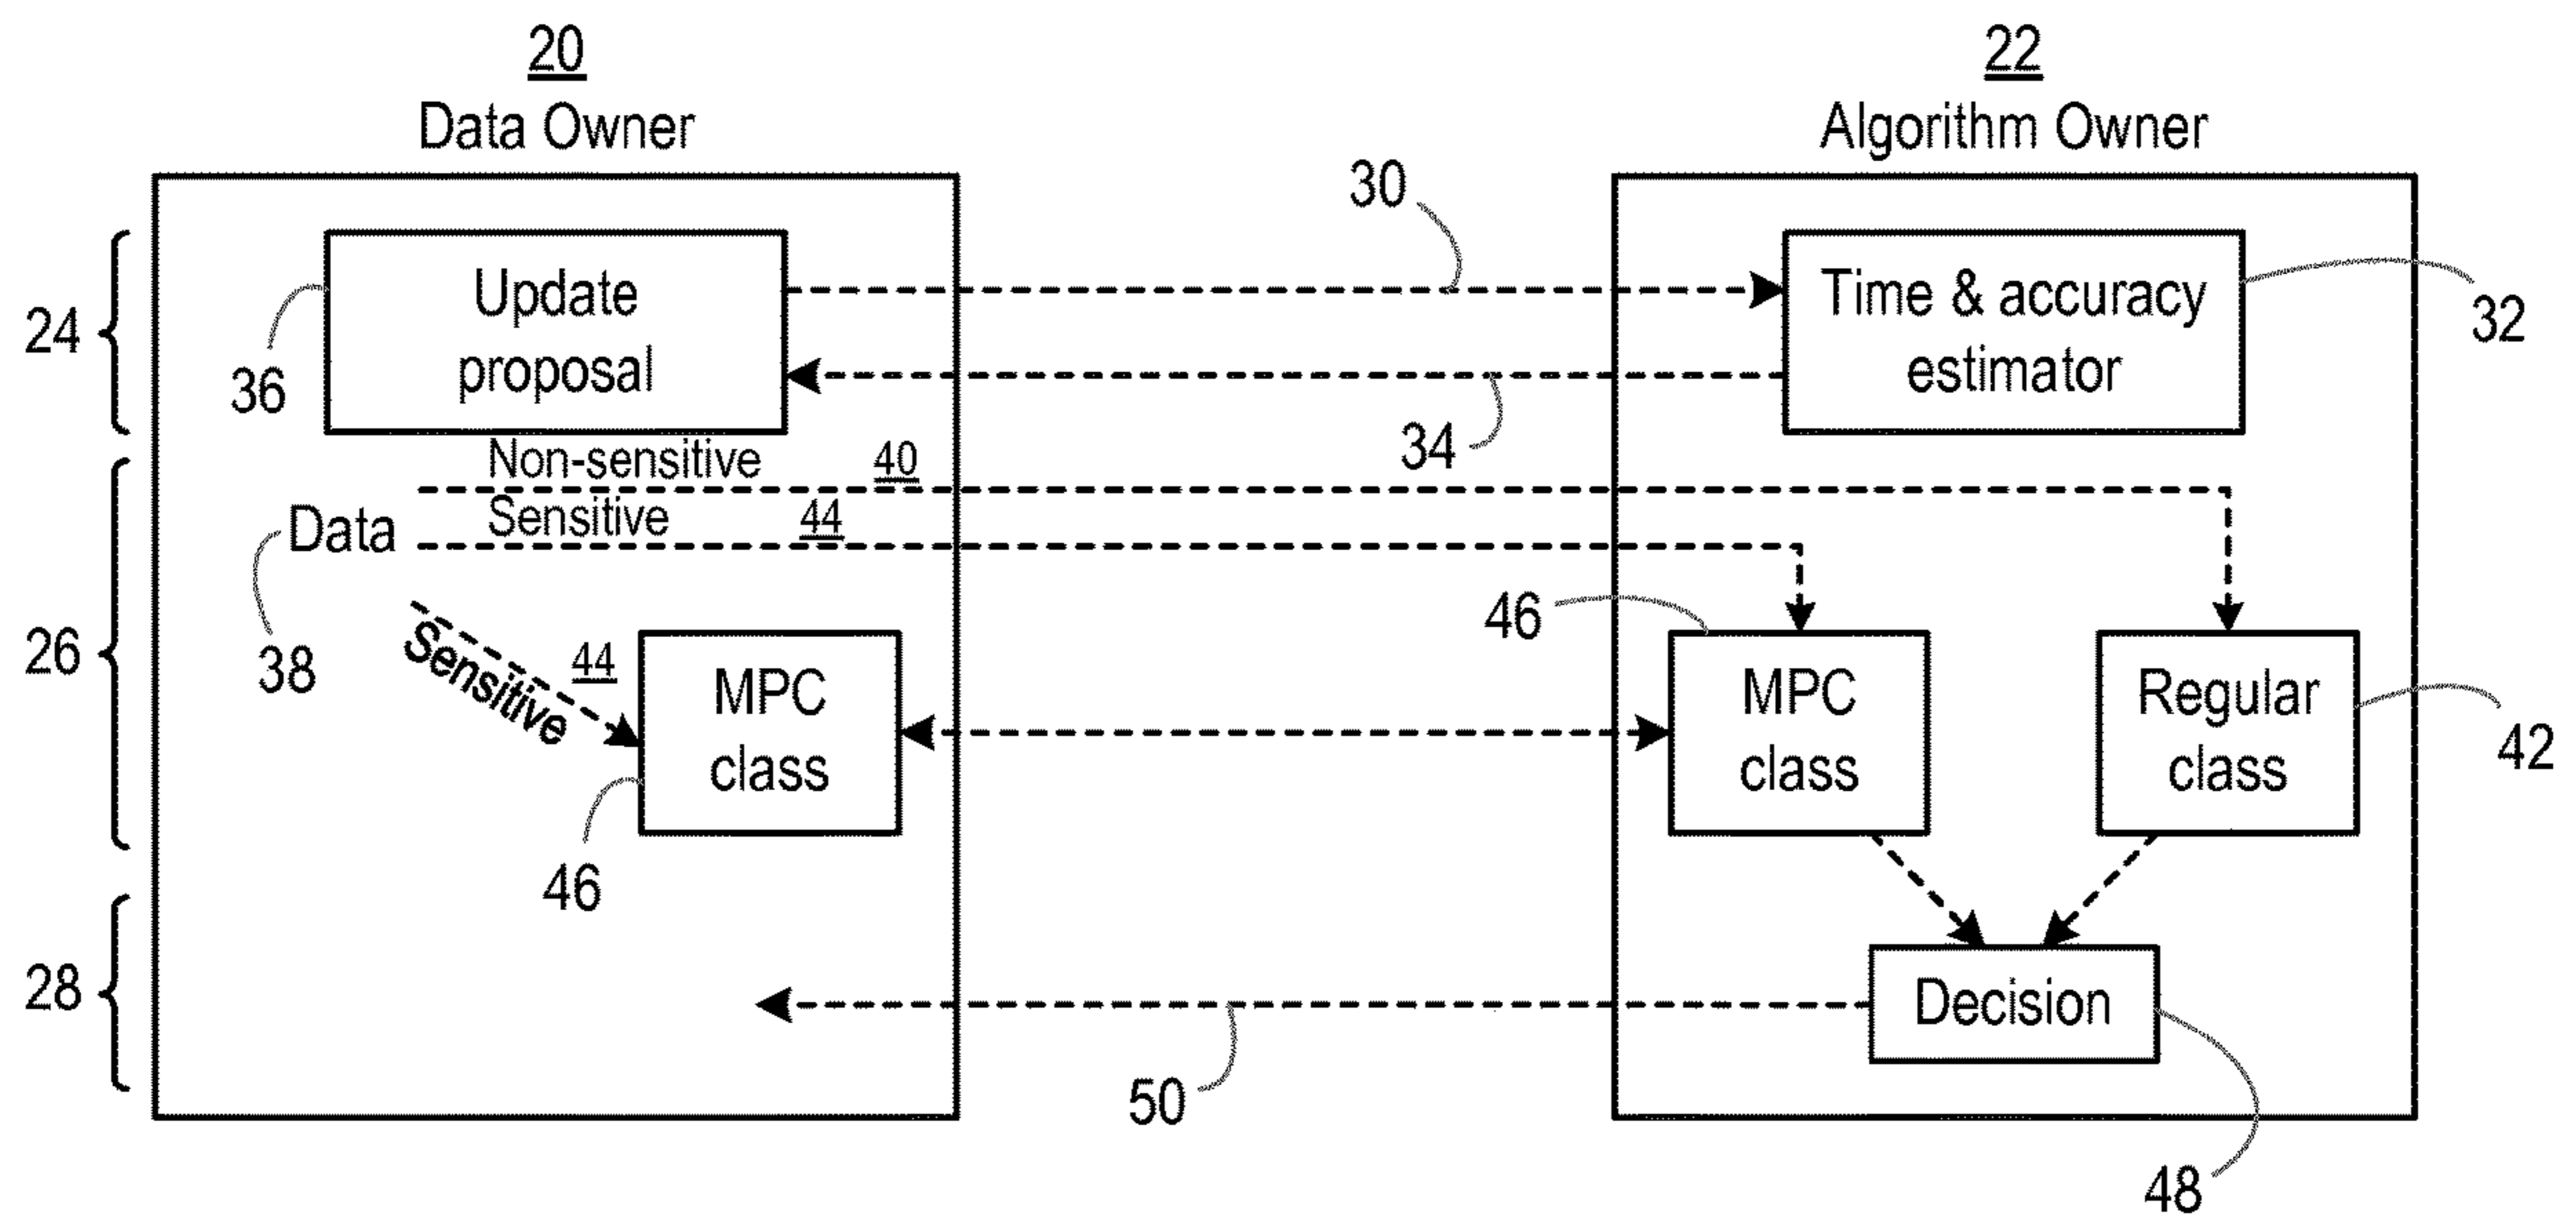 20
Data Owner
22
Algorithm Owner
30
24
36
Update
proposal
Time & accuracy
estimator
32
34
Non-sensitive 40
Sensitive 44
Data
38
26
Sensitive 44
MPC
class
46
46
MPC
class
Regular
class
42
28
Decision
50
48